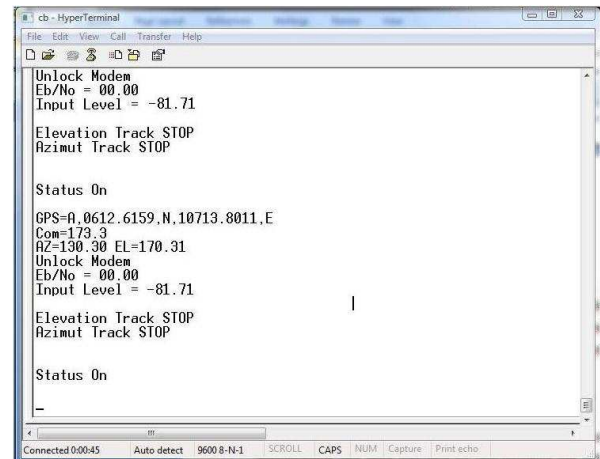 cb - HyperTerminal
File Edit View Call Transfer Help
Unlock Modem
Eb/No = 00.00
Input Level = -81.71
Elevation Track STOP
Azimut Track STOP
Status On
GPS=A,0612.6159,N,10713.8011,E
Com=173.3
AZ=130.30 EL=170.31
Unlock Modem
Eb/No = 00.00
Input Level = -81.71
Elevation Track STOP
Azimut Track STOP
Status On
Connected 0:00:45 Auto detect 9600 8-N-1 SCROLL CAPS NUM Capture Print echo